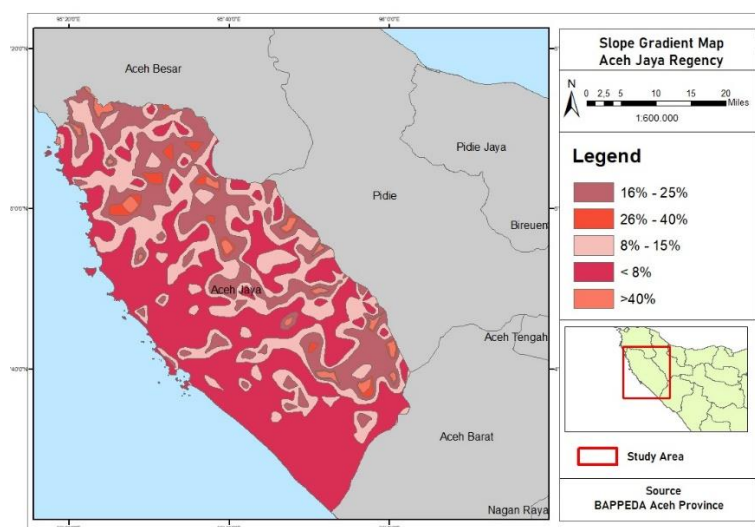 Slope Gradient Map
Aceh Jaya Regency
N
0 2,5 5 10 15 20
Miles
1:600.000
Legend
16% - 25%
26% - 40%
8% - 15%
< 8%
>40%
Study Area
Source
BAPPEDA Aceh Province
Aceh Besar
Pidie Jaya
Pidie
Bireuen
Aceh Jaya
Aceh Tengah
Aceh Barat
Nagan Raya